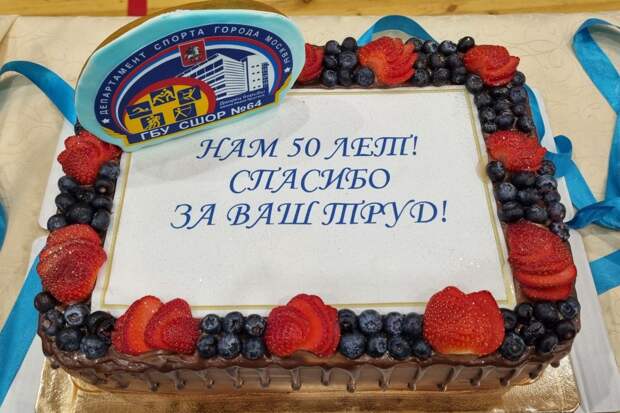 ДЕПАРТАМЕНТ СПОРТА ГОРОДА МОСКВЫ
ГБУ СШОР №64
НАМ 50 ЛЕТ!
СПАСИБО
ЗА ВАШ ТРУД!